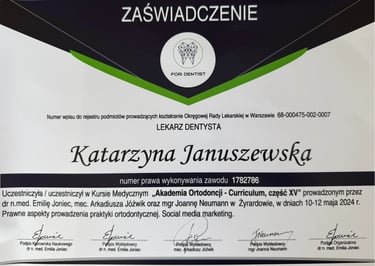 ZAŚWIADCZENIE
FOR DENTIST
Numer wpisu do rejestru podmiotów prowadzących kształcenie Okręgowej Rady Lekarskiej w Warszawie 68-000475-002-0007
LEKARZ DENTYSTA
Katarzyna Januszewska
numer prawa wykonywania zawodu 1782786
Uczestniczyła / uczestniczył w Kursie Medycznym "Akademia Ortodoncji - Curriculum, część XV" prowadzonym przez
dr n.med. Emilię Joniec, mec. Arkadiusza Jóźwik oraz mgr Joannę Neumann w Żyrardowie, w dniach 10-12 maja 2024 r.
Prawne aspekty prowadzenia praktyki ortodontycznej. Social media marketing.
Podpis Kierownika Naukowego Podpis Wykładowcy Podpis Wykładowcy Podpis Wykładowcy Podpis Organizatora
dr n. med. Emilia Joniec dr n. med. Emilia Joniec mec. Arkadiusz Jóźwik mgr Joanna Neumann dr n. med. Emilia Joniec